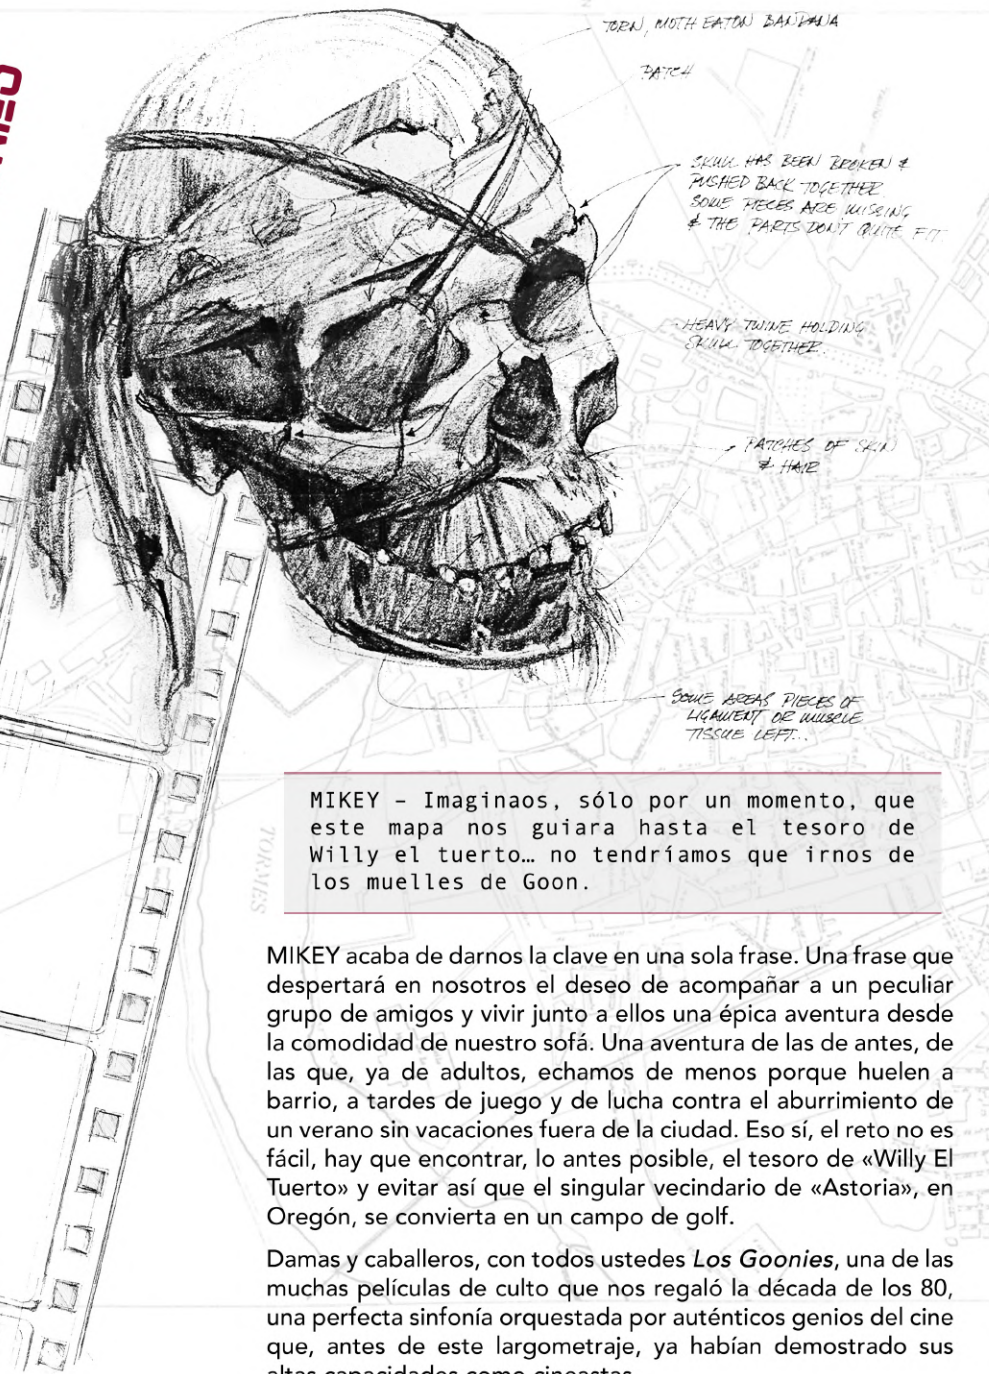 TORN, MOTH EATON BANDANA
PATCH
SKULL HAS BEEN BROKEN &
PUSHED BACK TOGETHER
SOME PIECES ARE MISSING
& THE PARTS DON'T QUITE FIT
HEAVY TWINE HOLDING
SKULL TOGETHER.
PATCHES OF SKIN
& HAIR
SOME AREAS PIECES OF
LIGAMENT OR MUSCLE
TISSUE LEFT...
TORMES
MIKEY – Imaginaos, sólo por un momento, que
este mapa nos guiara hasta el tesoro de
Willy el tuerto… no tendríamos que irnos de
los muelles de Goon.
MIKEY acaba de darnos la clave en una sola frase. Una frase que
despertará en nosotros el deseo de acompañar a un peculiar
grupo de amigos y vivir junto a ellos una épica aventura desde
la comodidad de nuestro sofá. Una aventura de las de antes, de
las que, ya de adultos, echamos de menos porque huelen a
barrio, a tardes de juego y de lucha contra el aburrimiento de
un verano sin vacaciones fuera de la ciudad. Eso sí, el reto no es
fácil, hay que encontrar, lo antes posible, el tesoro de «Willy El
Tuerto» y evitar así que el singular vecindario de «Astoria», en
Oregón, se convierta en un campo de golf.
Damas y caballeros, con todos ustedes Los Goonies, una de las
muchas películas de culto que nos regaló la década de los 80,
una perfecta sinfonía orquestada por auténticos genios del cine
que, antes de este largometraje, ya habían demostrado sus
altas capacidades como cineastas.